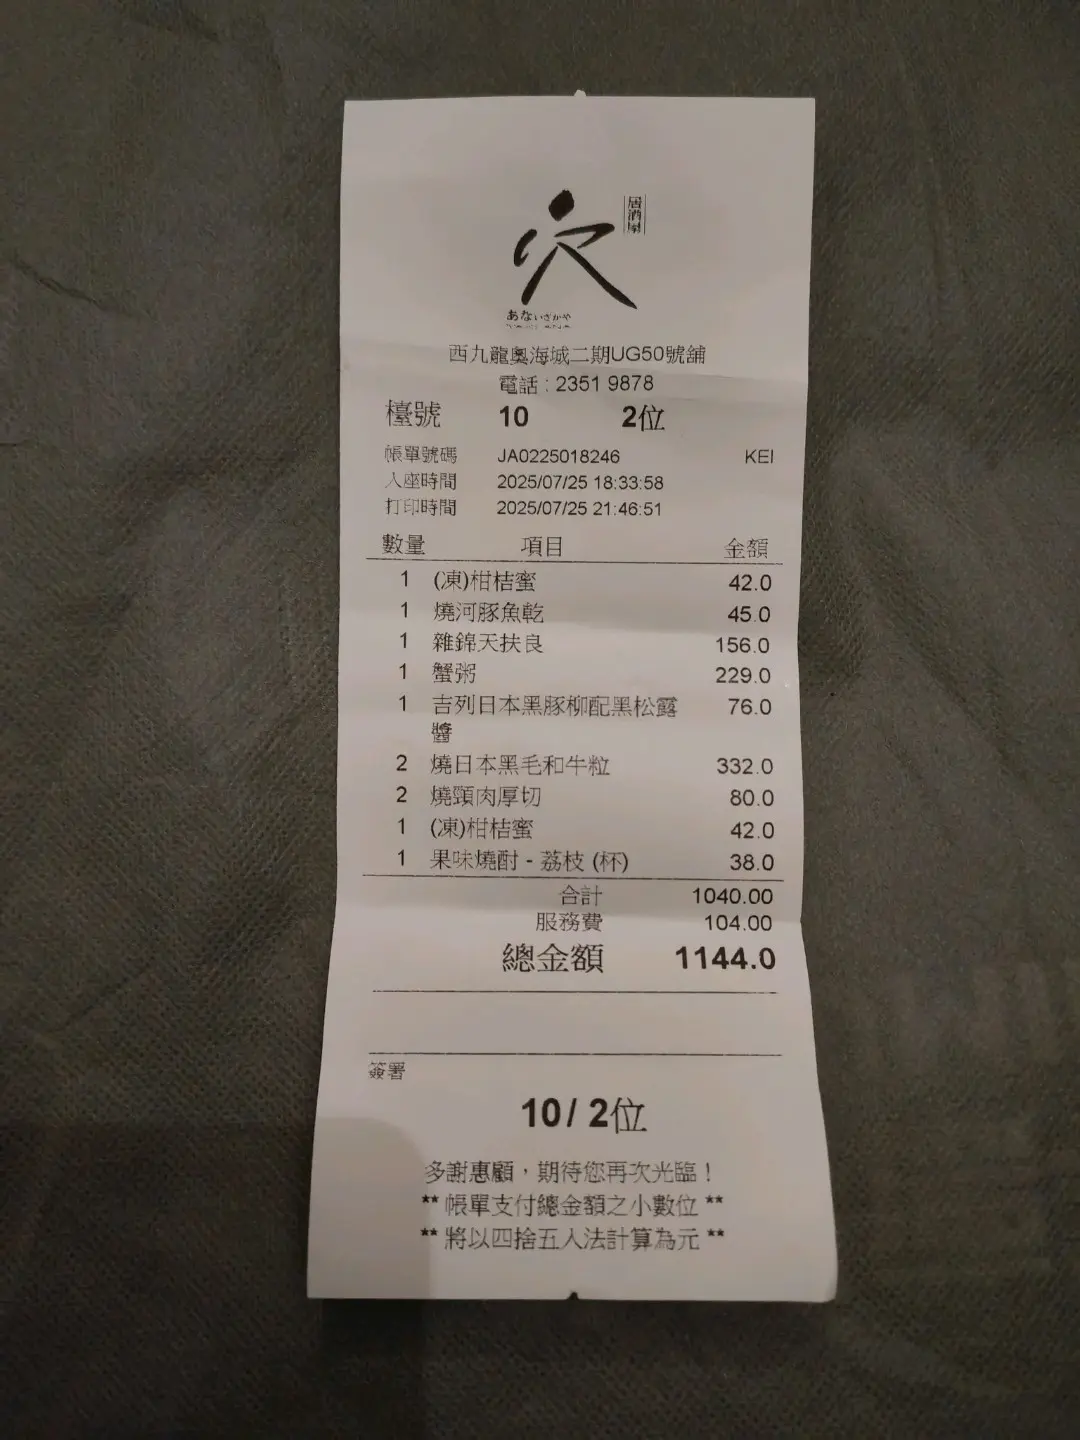 穴
居酒屋
あないざかや
西九龍奧海城二期UG50號舖
電話 : 2351 9878
檯號 10 2位
帳單號碼 JA0225018246 KEI
入座時間 2025/07/25 18:33:58
打印時間 2025/07/25 21:46:51
數量 項目 金額
1 (凍)柑桔蜜 42.0
1 燒河豚魚乾 45.0
1 雜錦天扶良 156.0
1 蟹粥 229.0
1 吉列日本黑豚柳配黑松露 76.0
醬
2 燒日本黑毛和牛粒 332.0
2 燒頸肉厚切 80.0
1 (凍)柑桔蜜 42.0
1 果味燒酎 - 荔枝 (杯) 38.0
合計 1040.00
服務費 104.00
總金額 1144.0
簽署
10 / 2位
多謝惠顧，期待您再次光臨！
** 帳單支付總金額之小數位 **
** 將以四捨五入法計算為元 **